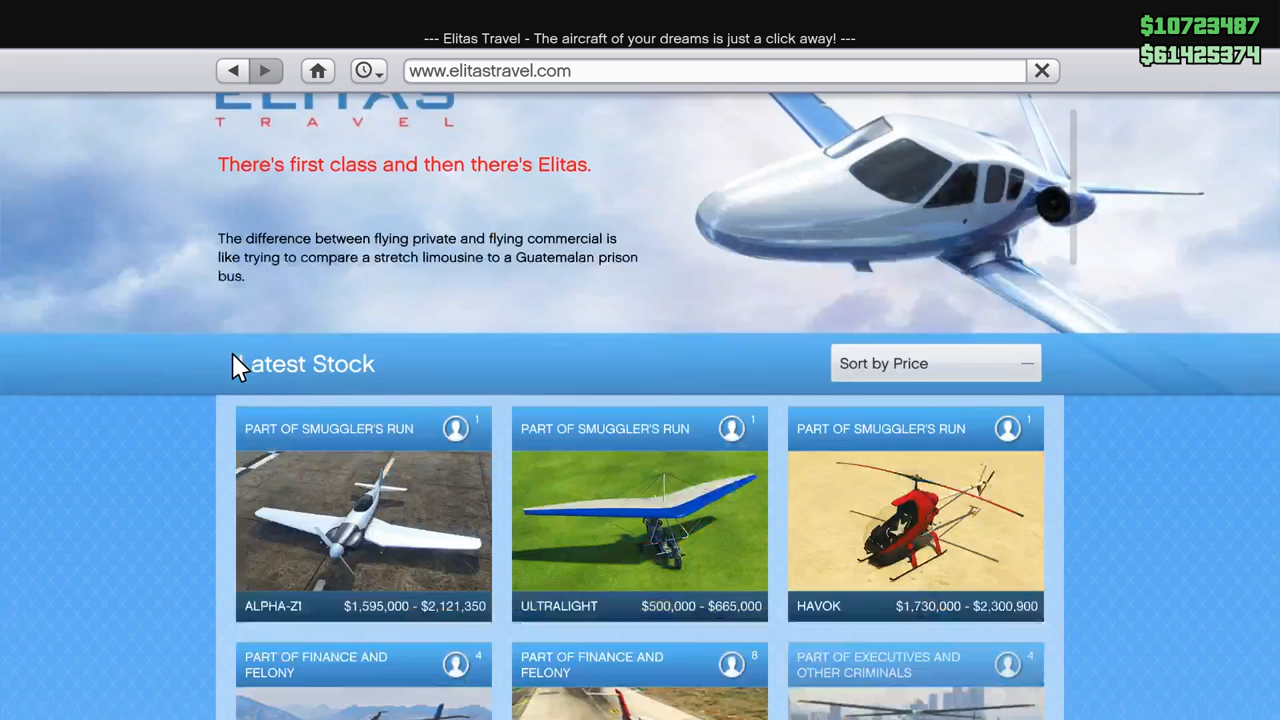 --- Elitas Travel - The aircraft of your dreams is just a click away! ---
$10723487
$61425374
www.elitastravel.com
ELITAS
TRAVEL
There's first class and then there's Elitas.
The difference between flying private and flying commercial is
like trying to compare a stretch limousine to a Guatemalan prison
bus.
Latest Stock
Sort by Price
PART OF SMUGGLER'S RUN 1
PART OF SMUGGLER'S RUN 1
PART OF SMUGGLER'S RUN 1
ALPHA-Z1 $1,595,000 - $2,121,350
ULTRALIGHT $500,000 - $665,000
HAVOK $1,730,000 - $2,300,900
PART OF FINANCE AND
FELONY 4
PART OF FINANCE AND
FELONY 8
PART OF EXECUTIVES AND
OTHER CRIMINALS 4